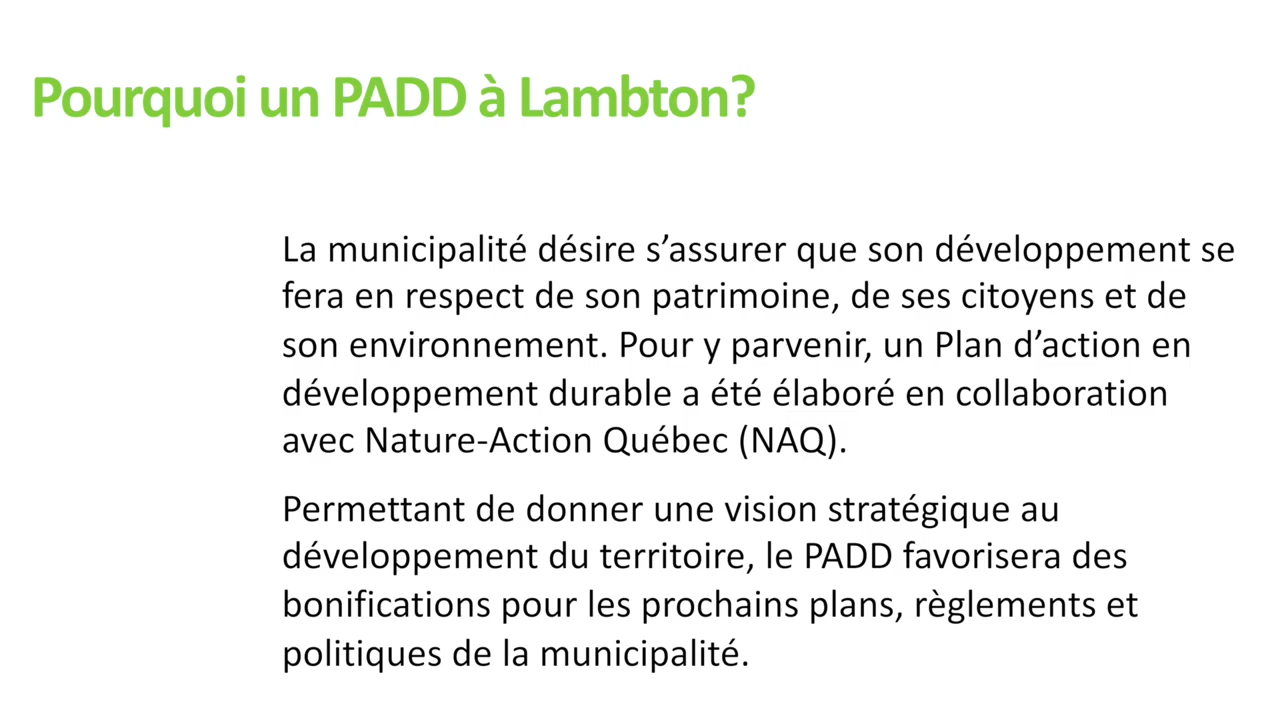 Pourquoi un PADD à Lambton?
La municipalité désire s’assurer que son développement se
fera en respect de son patrimoine, de ses citoyens et de
son environnement. Pour y parvenir, un Plan d’action en
développement durable a été élaboré en collaboration
avec Nature-Action Québec (NAQ).
Permettant de donner une vision stratégique au
développement du territoire, le PADD favorisera des
bonifications pour les prochains plans, règlements et
politiques de la municipalité.